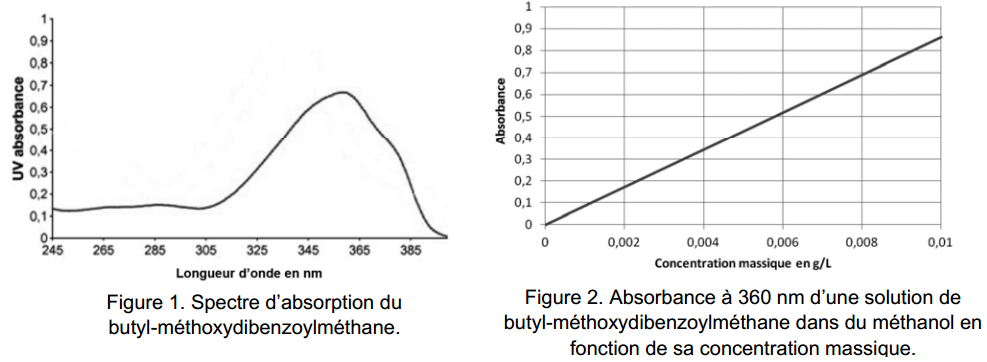 1
0,9
0,8
0,7
0,6
0,5
0,4
0,3
0,2
0,1
0
UV absorbance
245 265 285 305 325 345 365 385
Longueur d'onde en nm
Figure 1. Spectre d'absorption du
butyl-méthoxydibenzoylméthane.
1
0,9
0,8
0,7
0,6
0,5
0,4
0,3
0,2
0,1
0
Absorbance
0 0,002 0,004 0,006 0,008 0,01
Concentration massique en g/L
Figure 2. Absorbance à 360 nm d'une solution de
butyl-méthoxydibenzoylméthane dans du méthanol en
fonction de sa concentration massique.